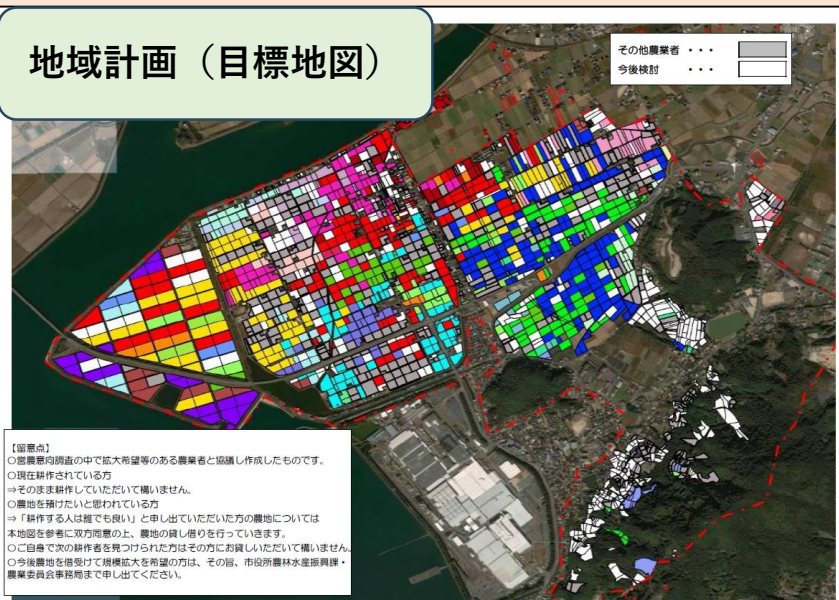 地域計画（目標地図）
その他農業者 ・・・
今後検討 ・・・
【留意点】
○営農意向調査の中で拡大希望等のある農業者と協議し作成したものです。
○現在耕作されている方
⇒そのまま耕作していただいて構いません。
○農地を預けたいと思われている方
⇒「耕作する人は誰でも良い」と申し出ていただいた方の農地については
本地図を参考に双方同意の上、農地の貸し借りを行っていきます。
○ご自身で次の耕作者を見つけられた方はその方にお貸しいただいて構いません。
○今後農地を借受けて規模拡大を希望の方は、その旨、市役所農林水産振興課・
農業委員会事務局まで申し出てください。